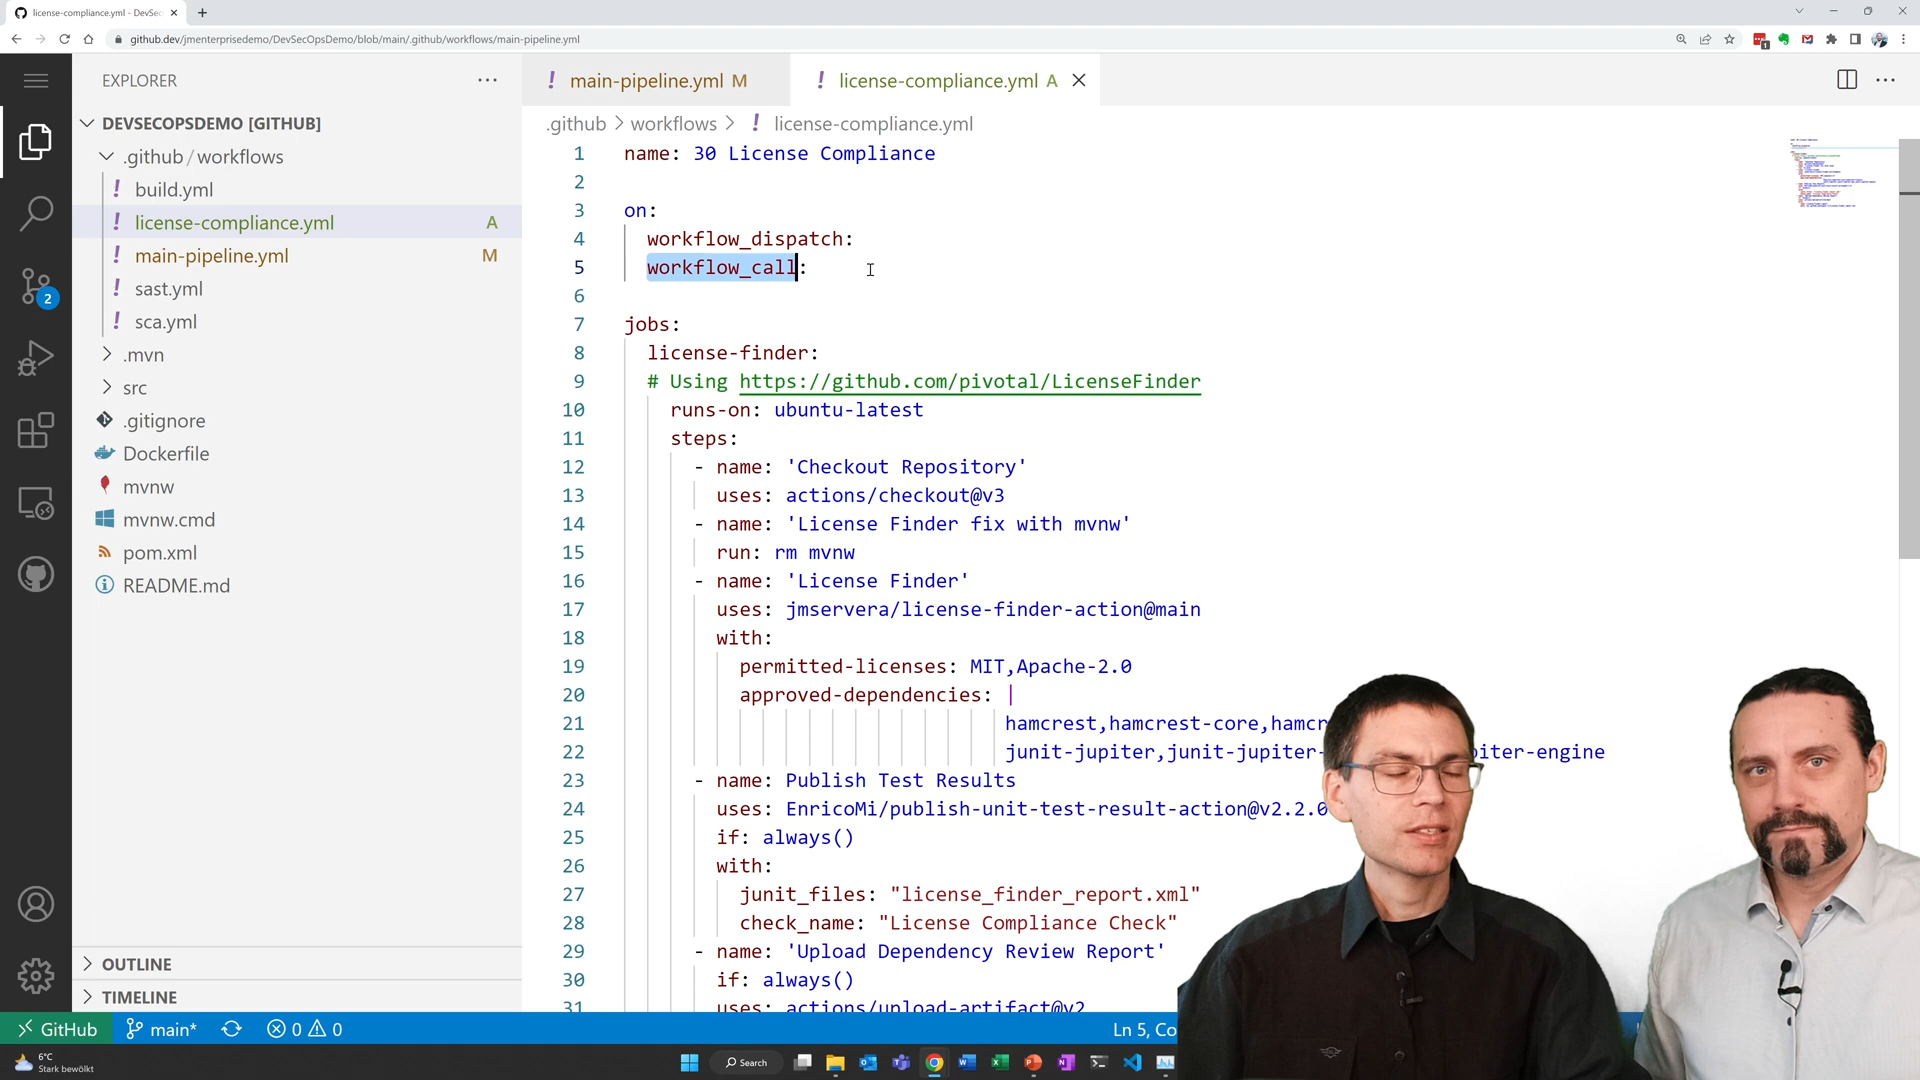 license-compliance.yml - DevSec
github.dev/jmenterprisedemo/DevSecOpsDemo/blob/main/.github/workflows/main-pipeline.yml
EXPLORER
DEVSECOPSDEMO [GITHUB]
.github/workflows
build.yml
license-compliance.yml A
main-pipeline.yml M
sast.yml
sca.yml
.mvn
src
.gitignore
Dockerfile
mvnw
mvnw.cmd
pom.xml
README.md
OUTLINE
TIMELINE
2
main-pipeline.yml M
license-compliance.yml A
.github > workflows > license-compliance.yml
1 name: 30 License Compliance
2
3 on:
4 workflow_dispatch:
5 workflow_call:
6
7 jobs:
8 license-finder:
9 # Using https://github.com/pivotal/LicenseFinder
10 runs-on: ubuntu-latest
11 steps:
12 - name: 'Checkout Repository'
13 uses: actions/checkout@v3
14 - name: 'License Finder fix with mvnw'
15 run: rm mvnw
16 - name: 'License Finder'
17 uses: jmservera/license-finder-action@main
18 with:
19 permitted-licenses: MIT,Apache-2.0
20 approved-dependencies: |
21 hamcrest,hamcrest-core,hamcr
22 junit-jupiter,junit-jupiter- piter-engine
23 - name: Publish Test Results
24 uses: EnricoMi/publish-unit-test-result-action@v2.2.0
25 if: always()
26 with:
27 junit_files: "license_finder_report.xml"
28 check_name: "License Compliance Check"
29 - name: 'Upload Dependency Review Report'
30 if: always()
31 uses: actions/upload-artifact@v2
GitHub main* 0 0 Ln 5, Co
6°C
Stark bewölkt
Search